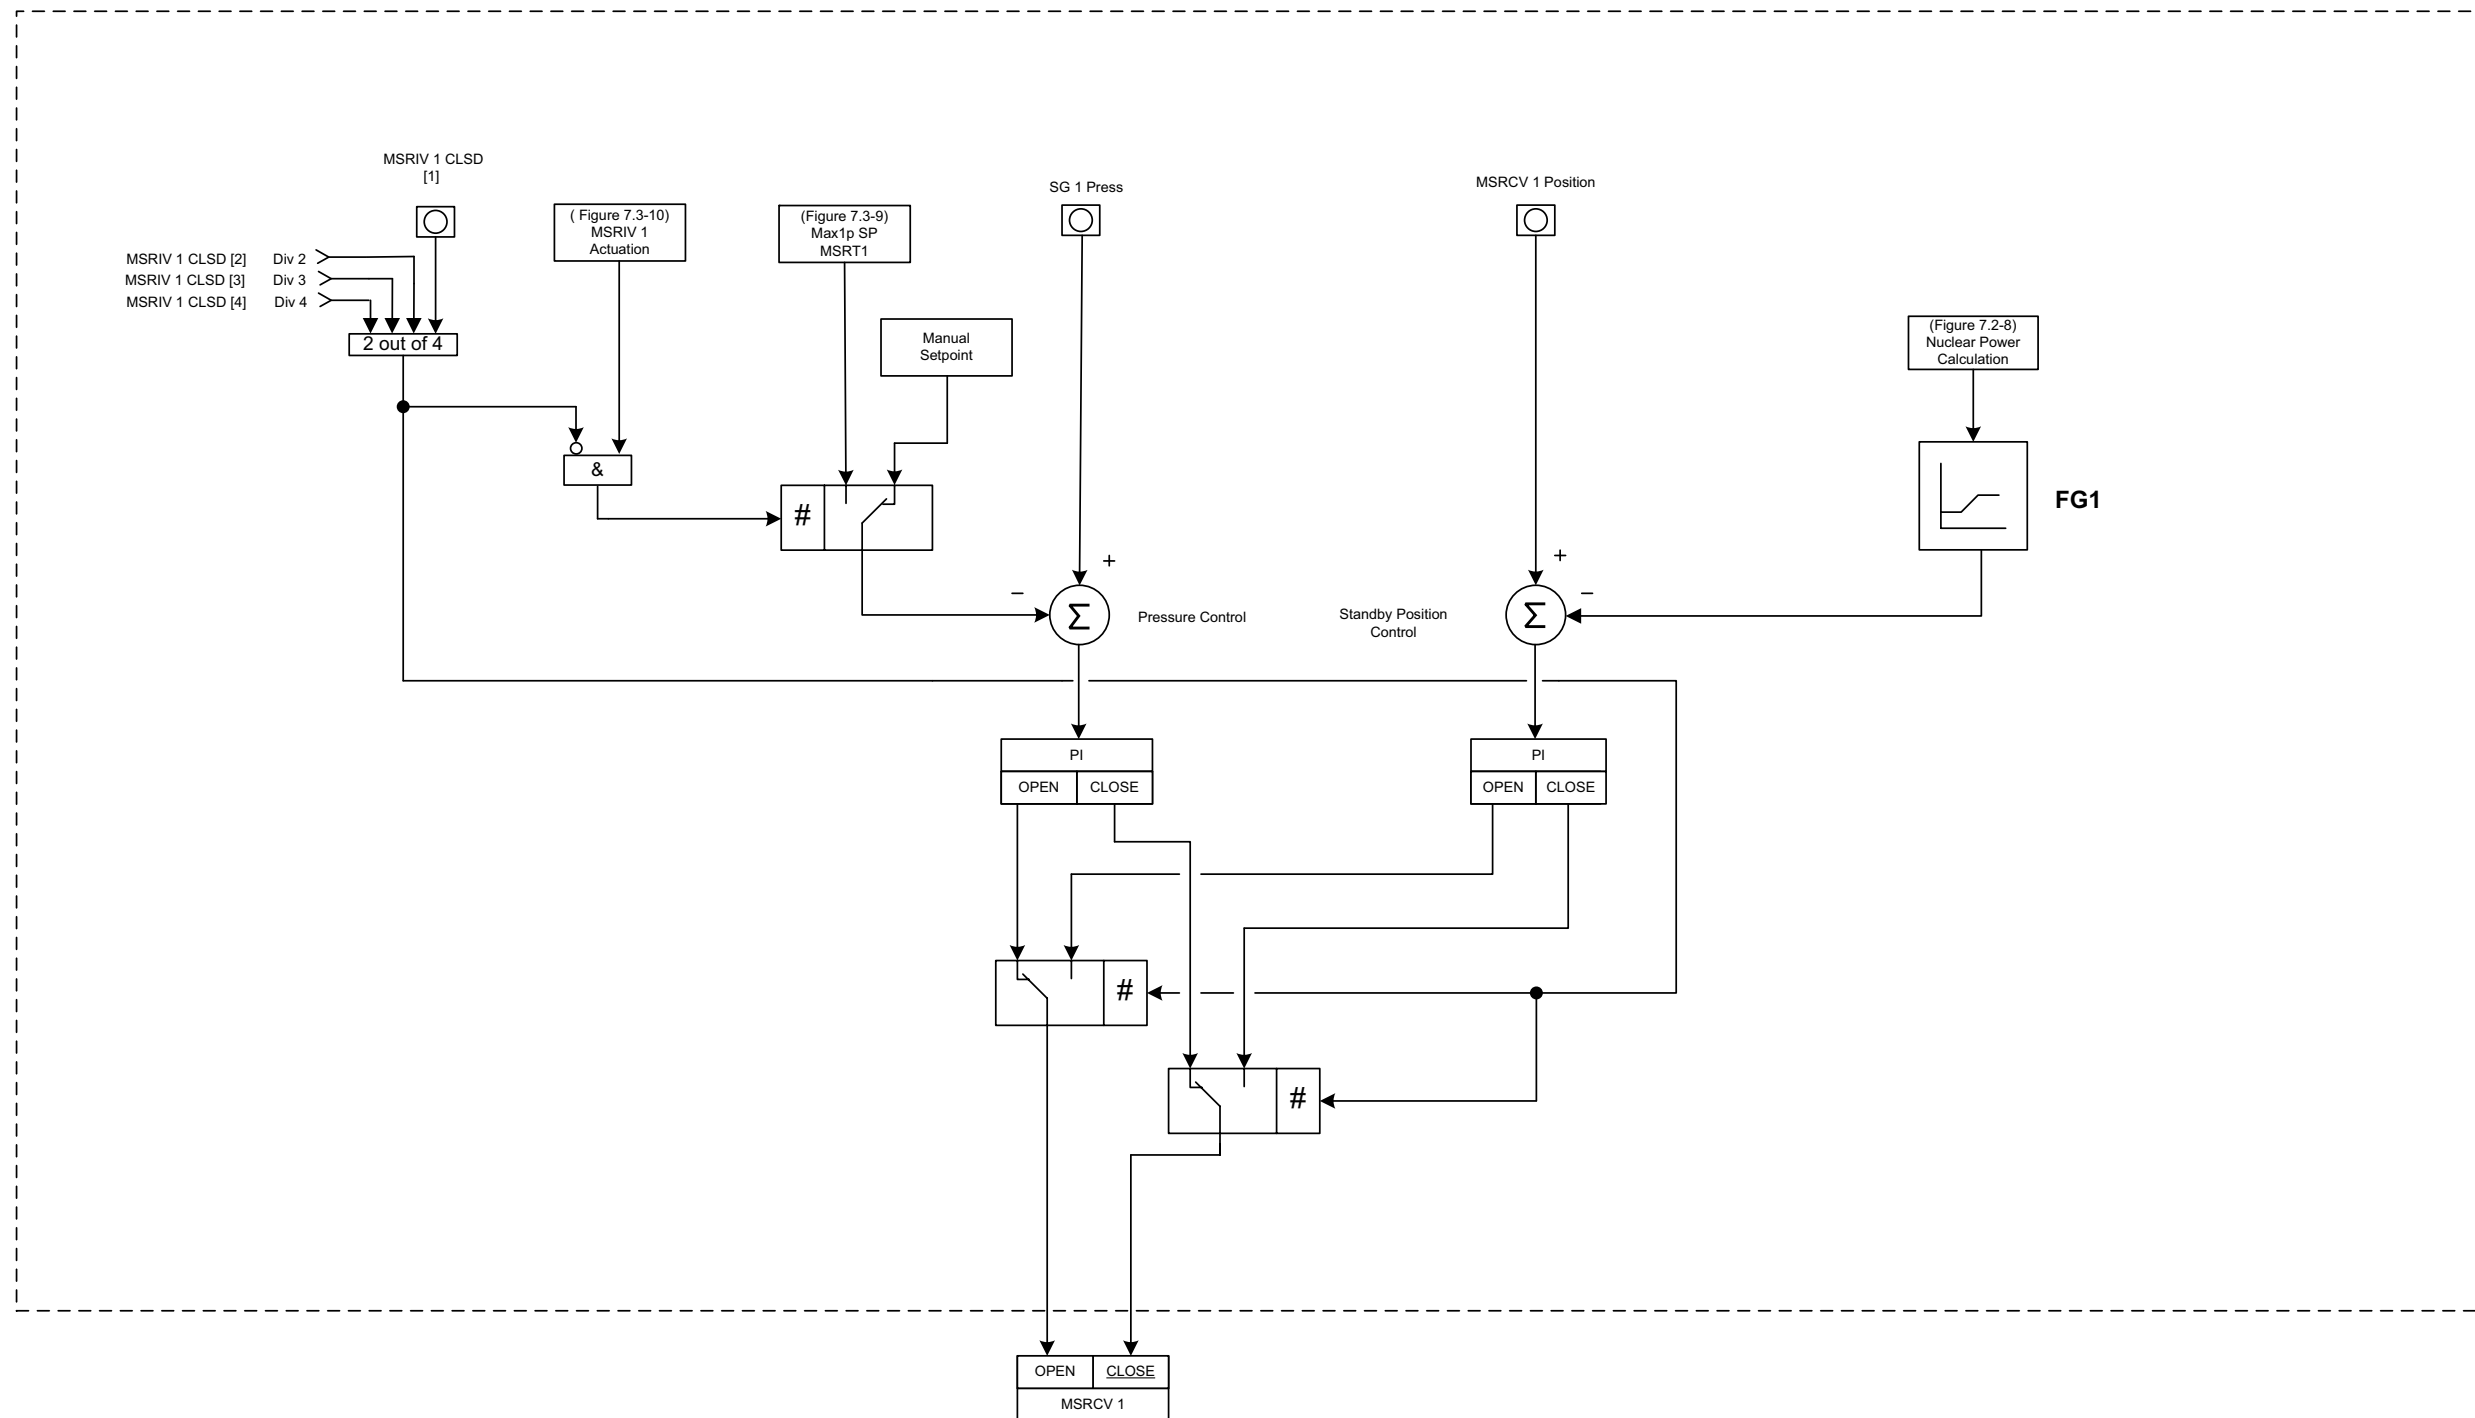 MSRIV 1 CLSD
[1]
MSRIV 1 CLSD [2] Div 2
MSRIV 1 CLSD [3] Div 3
MSRIV 1 CLSD [4] Div 4
2 out of 4
( Figure 7.3-10)
MSRIV 1
Actuation
(Figure 7.3-9)
Max1p SP
MSRT1
Manual
Setpoint
SG 1 Press
MSRCV 1 Position
(Figure 7.2-8)
Nuclear Power
Calculation
FG1
&
#
+
−
Σ
Pressure Control
Standby Position
Control
+
−
Σ
PI
OPEN CLOSE
PI
OPEN CLOSE
#
#
OPEN CLOSE
MSRCV 1